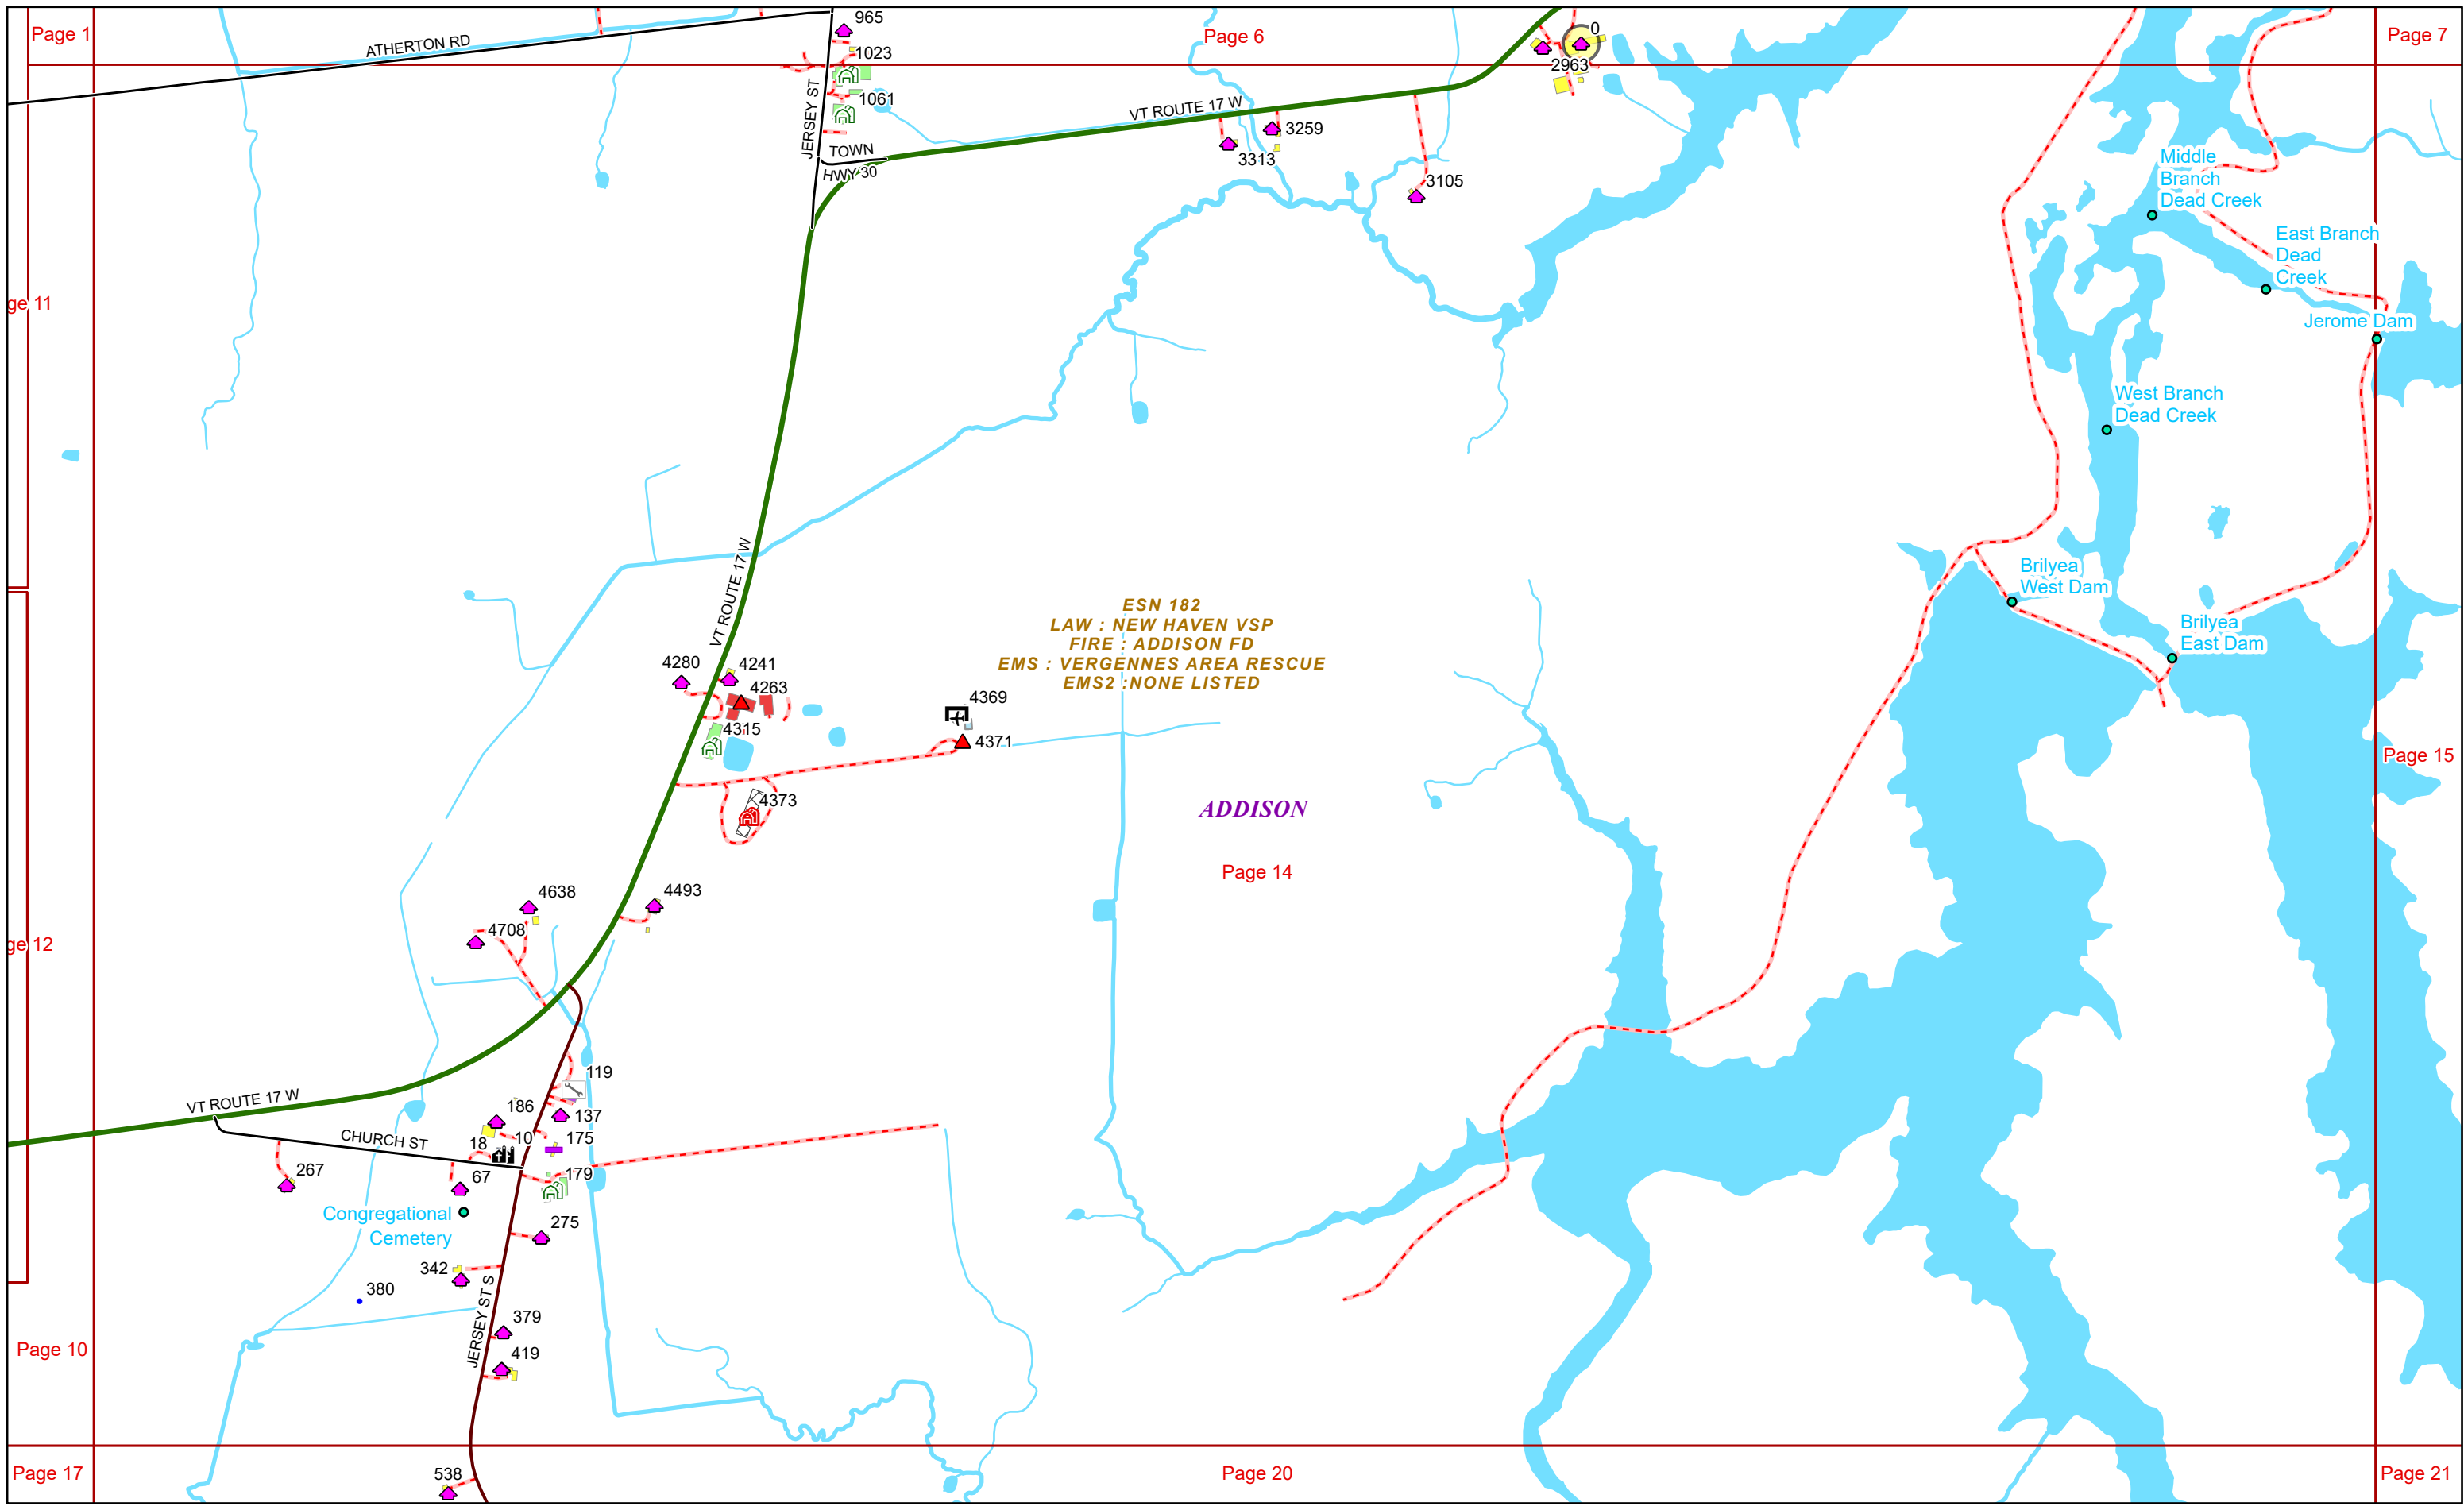 Page 1
ATHERTON RD
965
1023
JERSEY ST
1061
Page 6
0
2963
Page 7
VT ROUTE 17 W
TOWN
HWY 30
3259
3313
3105
Middle
Branch
Dead Creek
East Branch
Dead
Creek
Jerome Dam
ge 11
West Branch
Dead Creek
VT ROUTE 17 W
Brilyea
West Dam
Brilyea
East Dam
ESN 182
LAW : NEW HAVEN VSP
FIRE : ADDISON FD
EMS : VERGENNES AREA RESCUE
EMS2 :NONE LISTED
4280
4241
4263
4315
4369
4371
4373
Page 15
ADDISON
Page 14
4638
4493
4708
ge 12
119
VT ROUTE 17 W
186
137
CHURCH ST
18
10
175
267
67
179
Congregational
Cemetery
275
342
380
JERSEY ST S
379
419
Page 10
Page 17
538
Page 20
Page 21